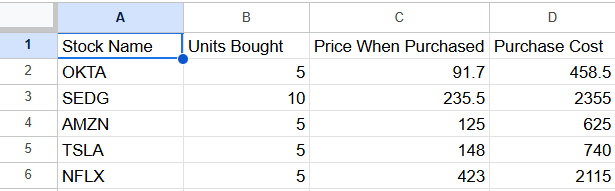 A B C D
1 Stock Name Units Bought Price When Purchased Purchase Cost
2 OKTA 5 91.7 458.5
3 SEDG 10 235.5 2355
4 AMZN 5 125 625
5 TSLA 5 148 740
6 NFLX 5 423 2115